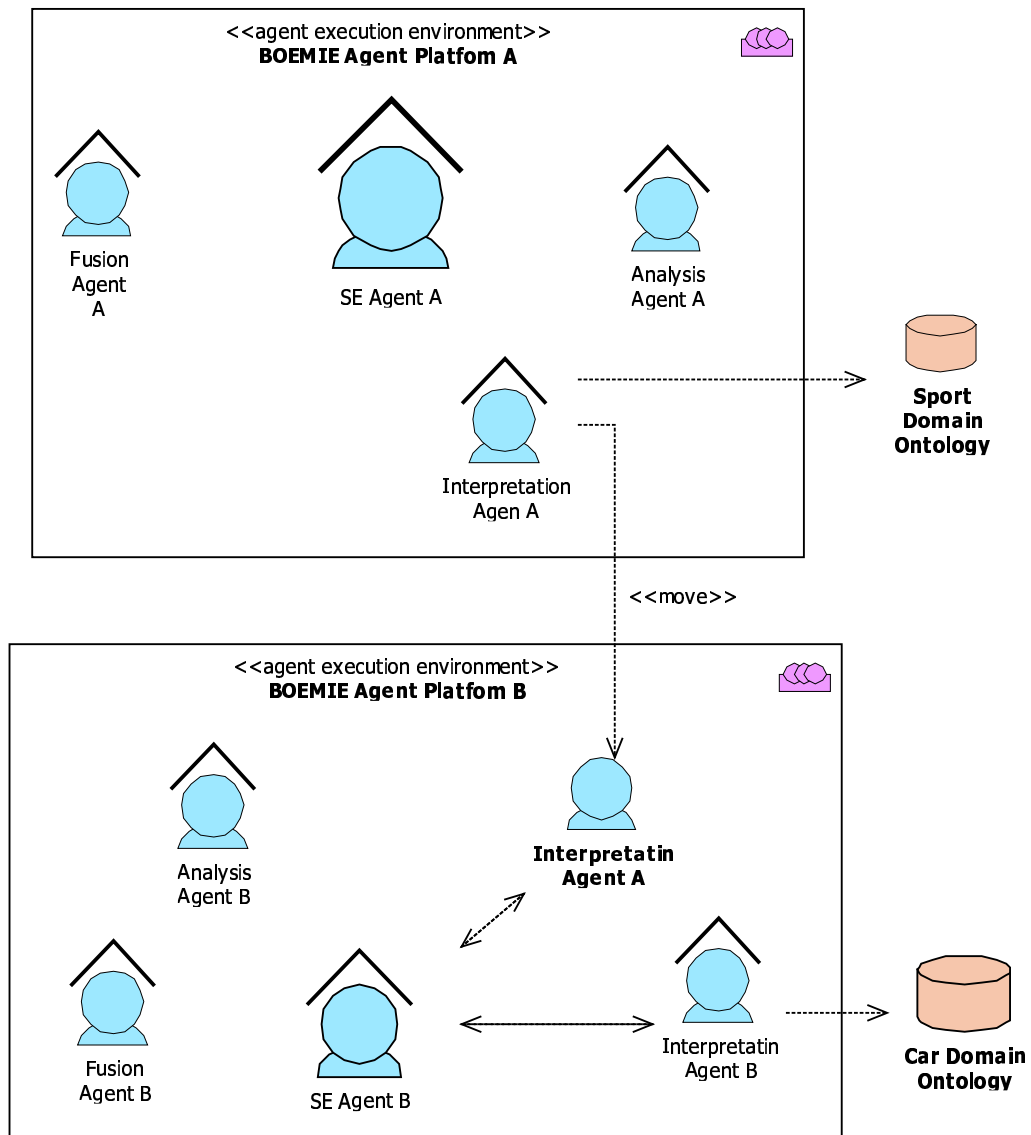 <<agent execution environment>>
BOEMIE Agent Platfom A
Fusion
Agent
A
SE Agent A
Analysis
Agent A
Interpretation
Agen A
Sport
Domain
Ontology
<<move>>
<<agent execution environment>>
BOEMIE Agent Platfom B
Analysis
Agent B
Interpretatin
Agent A
Fusion
Agent B
SE Agent B
Interpretatin
Agent B
Car Domain
Ontology